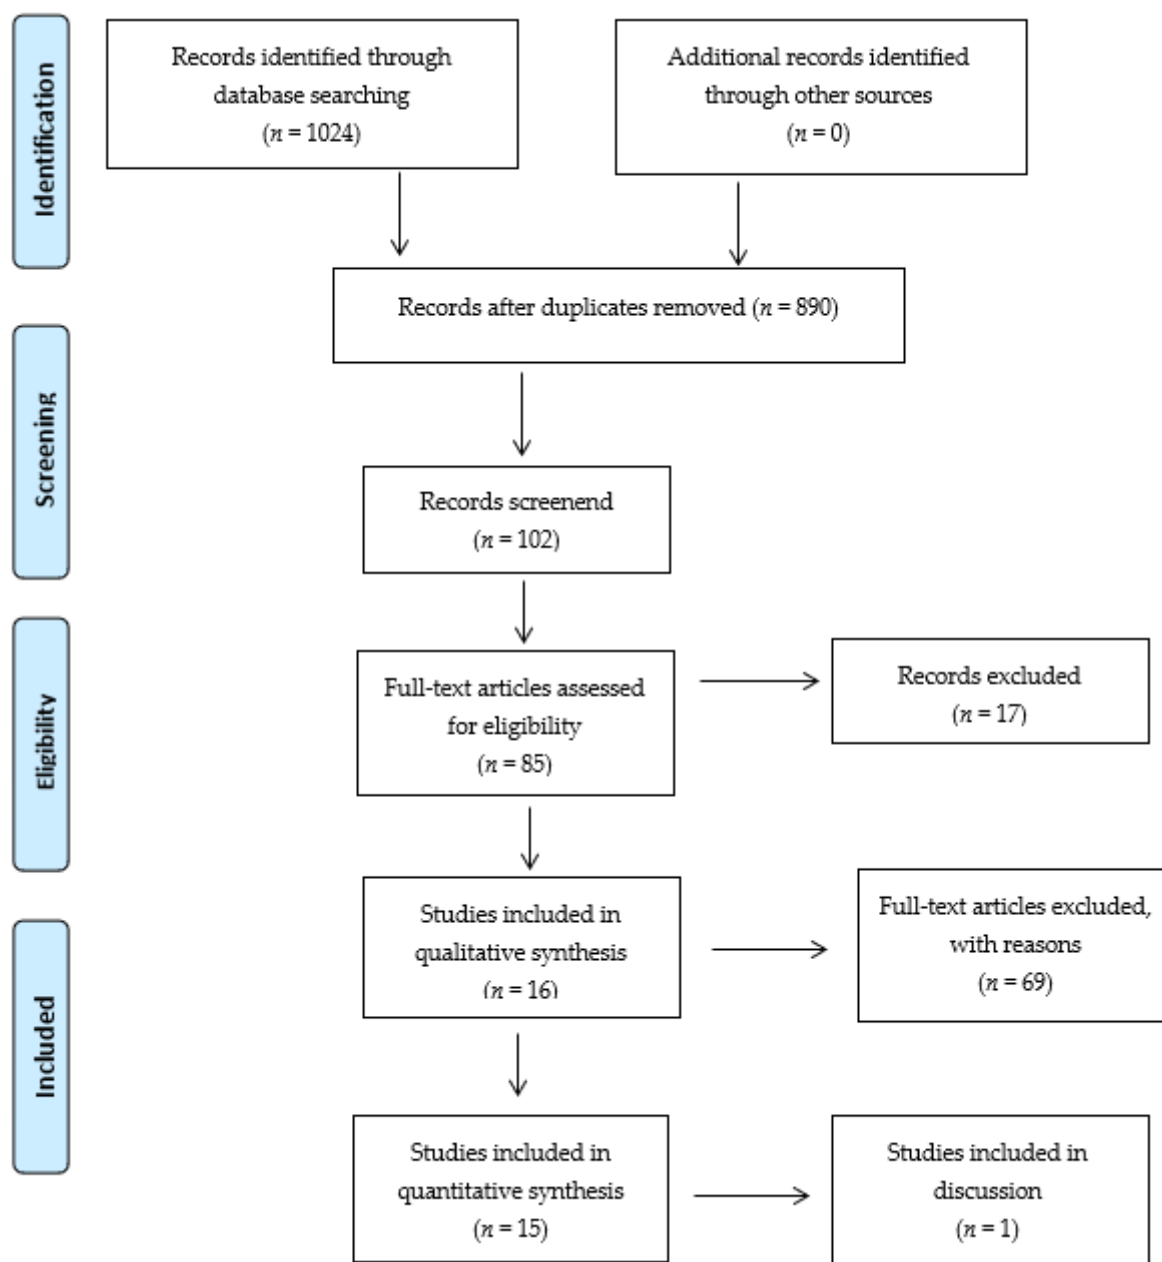 Identification
Records identified through
database searching
(n = 1024)
Additional records identified
through other sources
(n = 0)
Records after duplicates removed (n = 890)
Screening
Records screenend
(n = 102)
Eligibility
Full-text articles assessed
for eligibility
(n = 85)
Records excluded
(n = 17)
Included
Studies included in
qualitative synthesis
(n = 16)
Full-text articles excluded,
with reasons
(n = 69)
Studies included in
quantitative synthesis
(n = 15)
Studies included in
discussion
(n = 1)